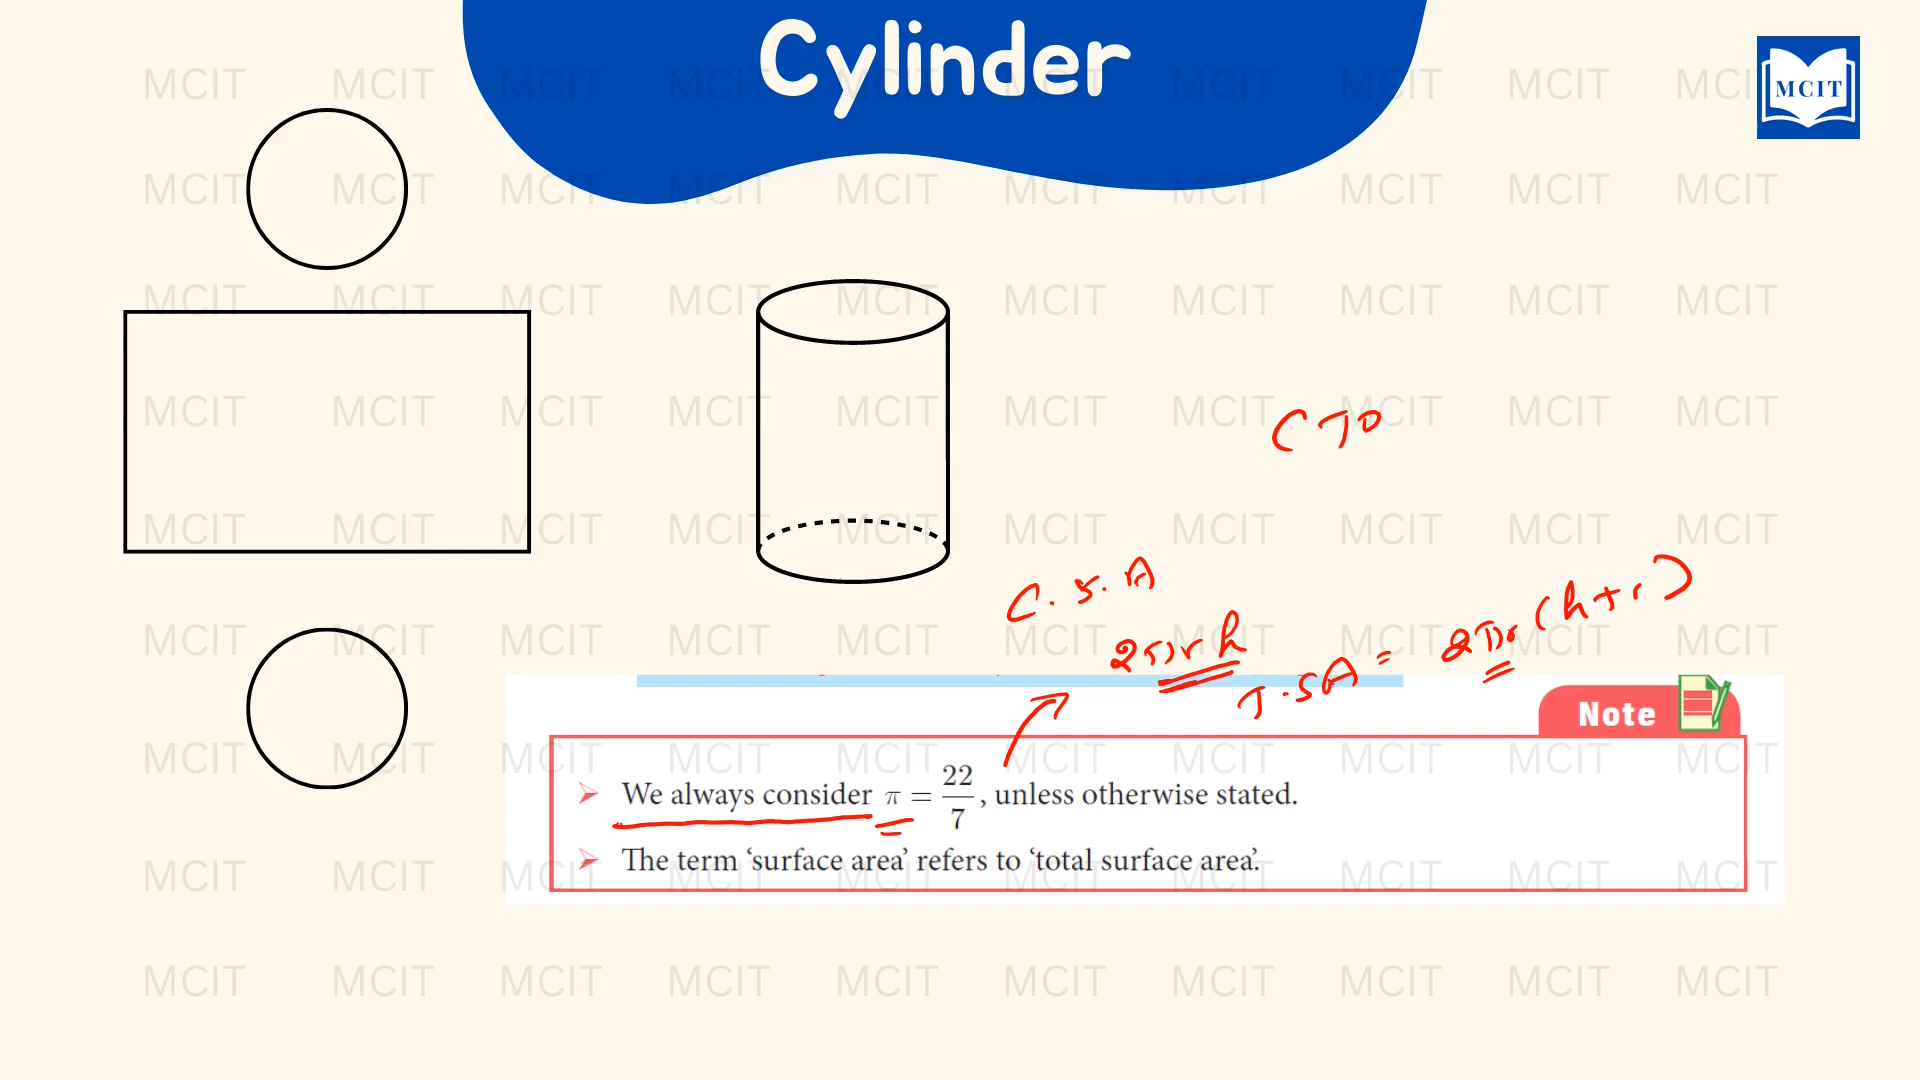 Cylinder
MCIT
C.S.A
2πrh
T.SA = 2πr(h+r)
Note
We always consider π = 22/7, unless otherwise stated.
The term ‘surface area’ refers to ‘total surface area’.